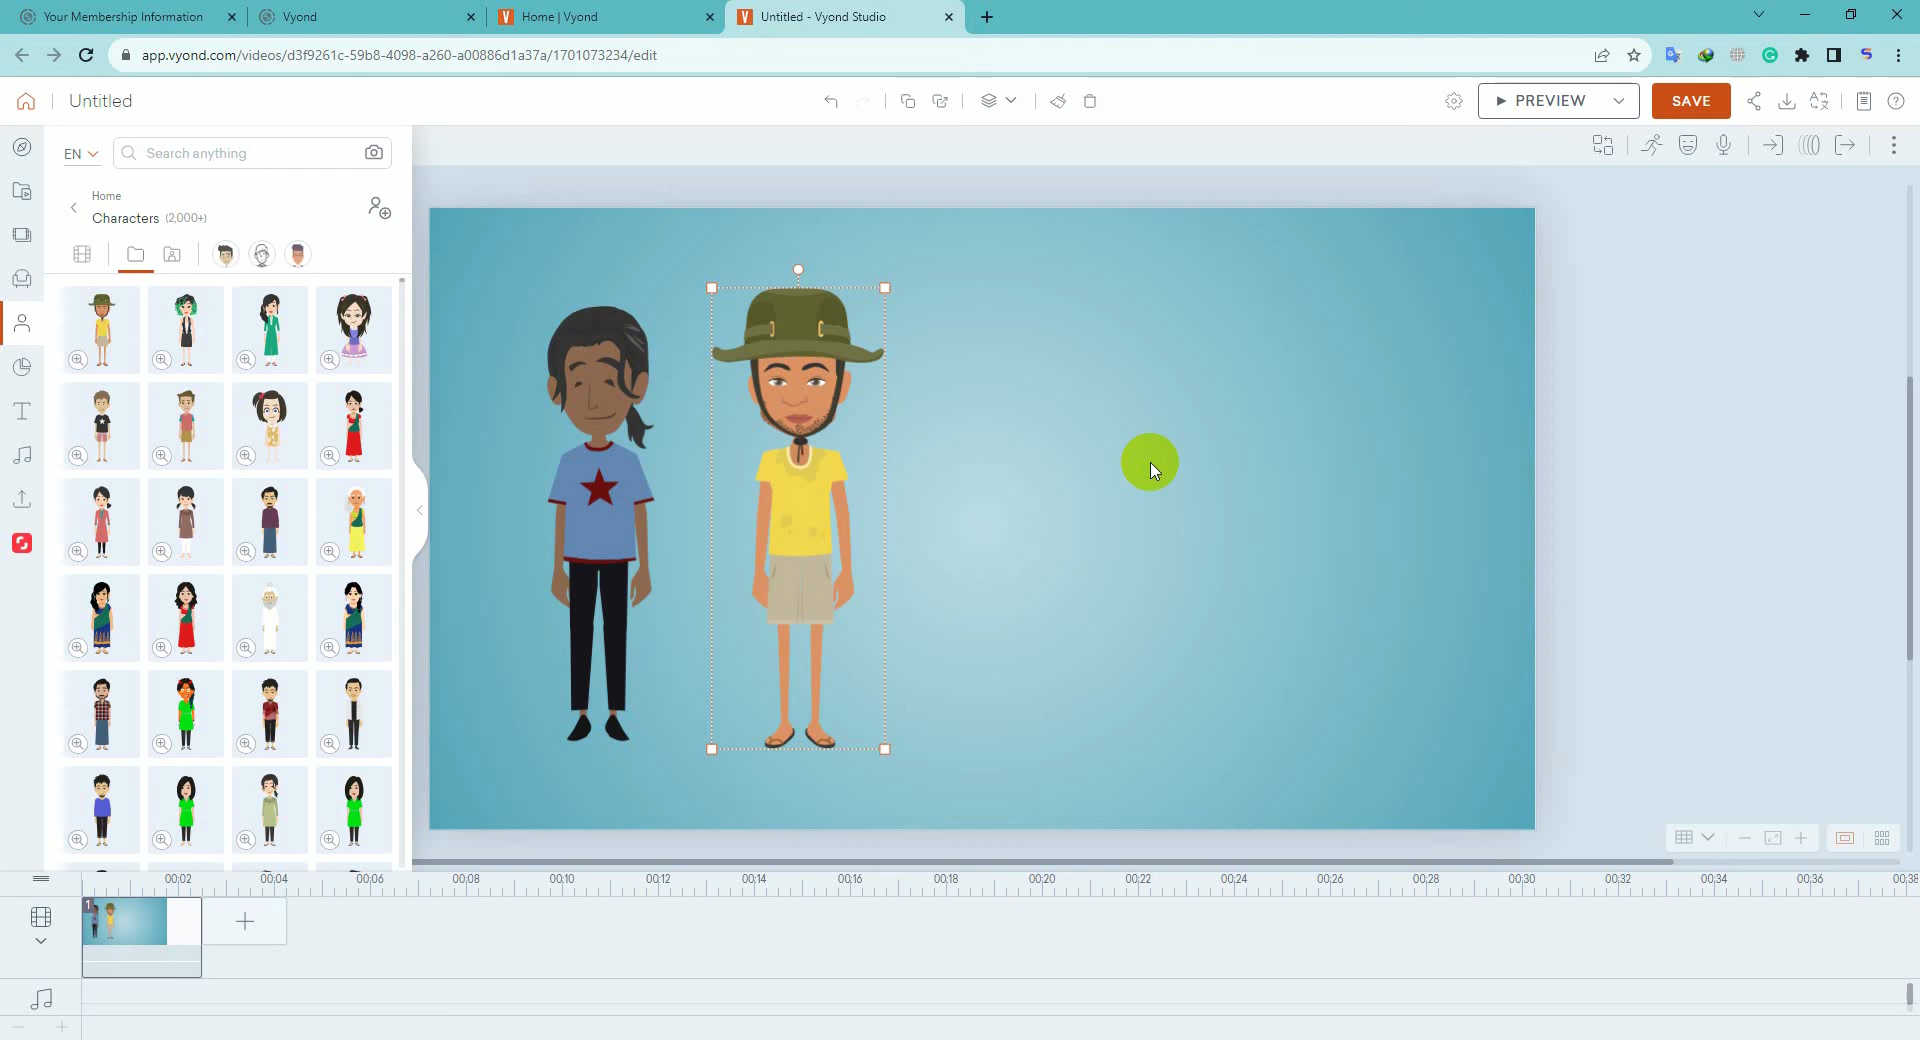 Your Membership Information
Vyond
Home | Vyond
Untitled - Vyond Studio
app.vyond.com/videos/d3f9261c-59b8-4098-a260-a00886d1a37a/1701073234/edit
Untitled
PREVIEW
SAVE
EN
Search anything
Home
Characters (2,000+)
00:02 00:04 00:06 00:08 00:10 00:12 00:14 00:16 00:18 00:20 00:22 00:24 00:26 00:28 00:30 00:32 00:34 00:36 00:38
1